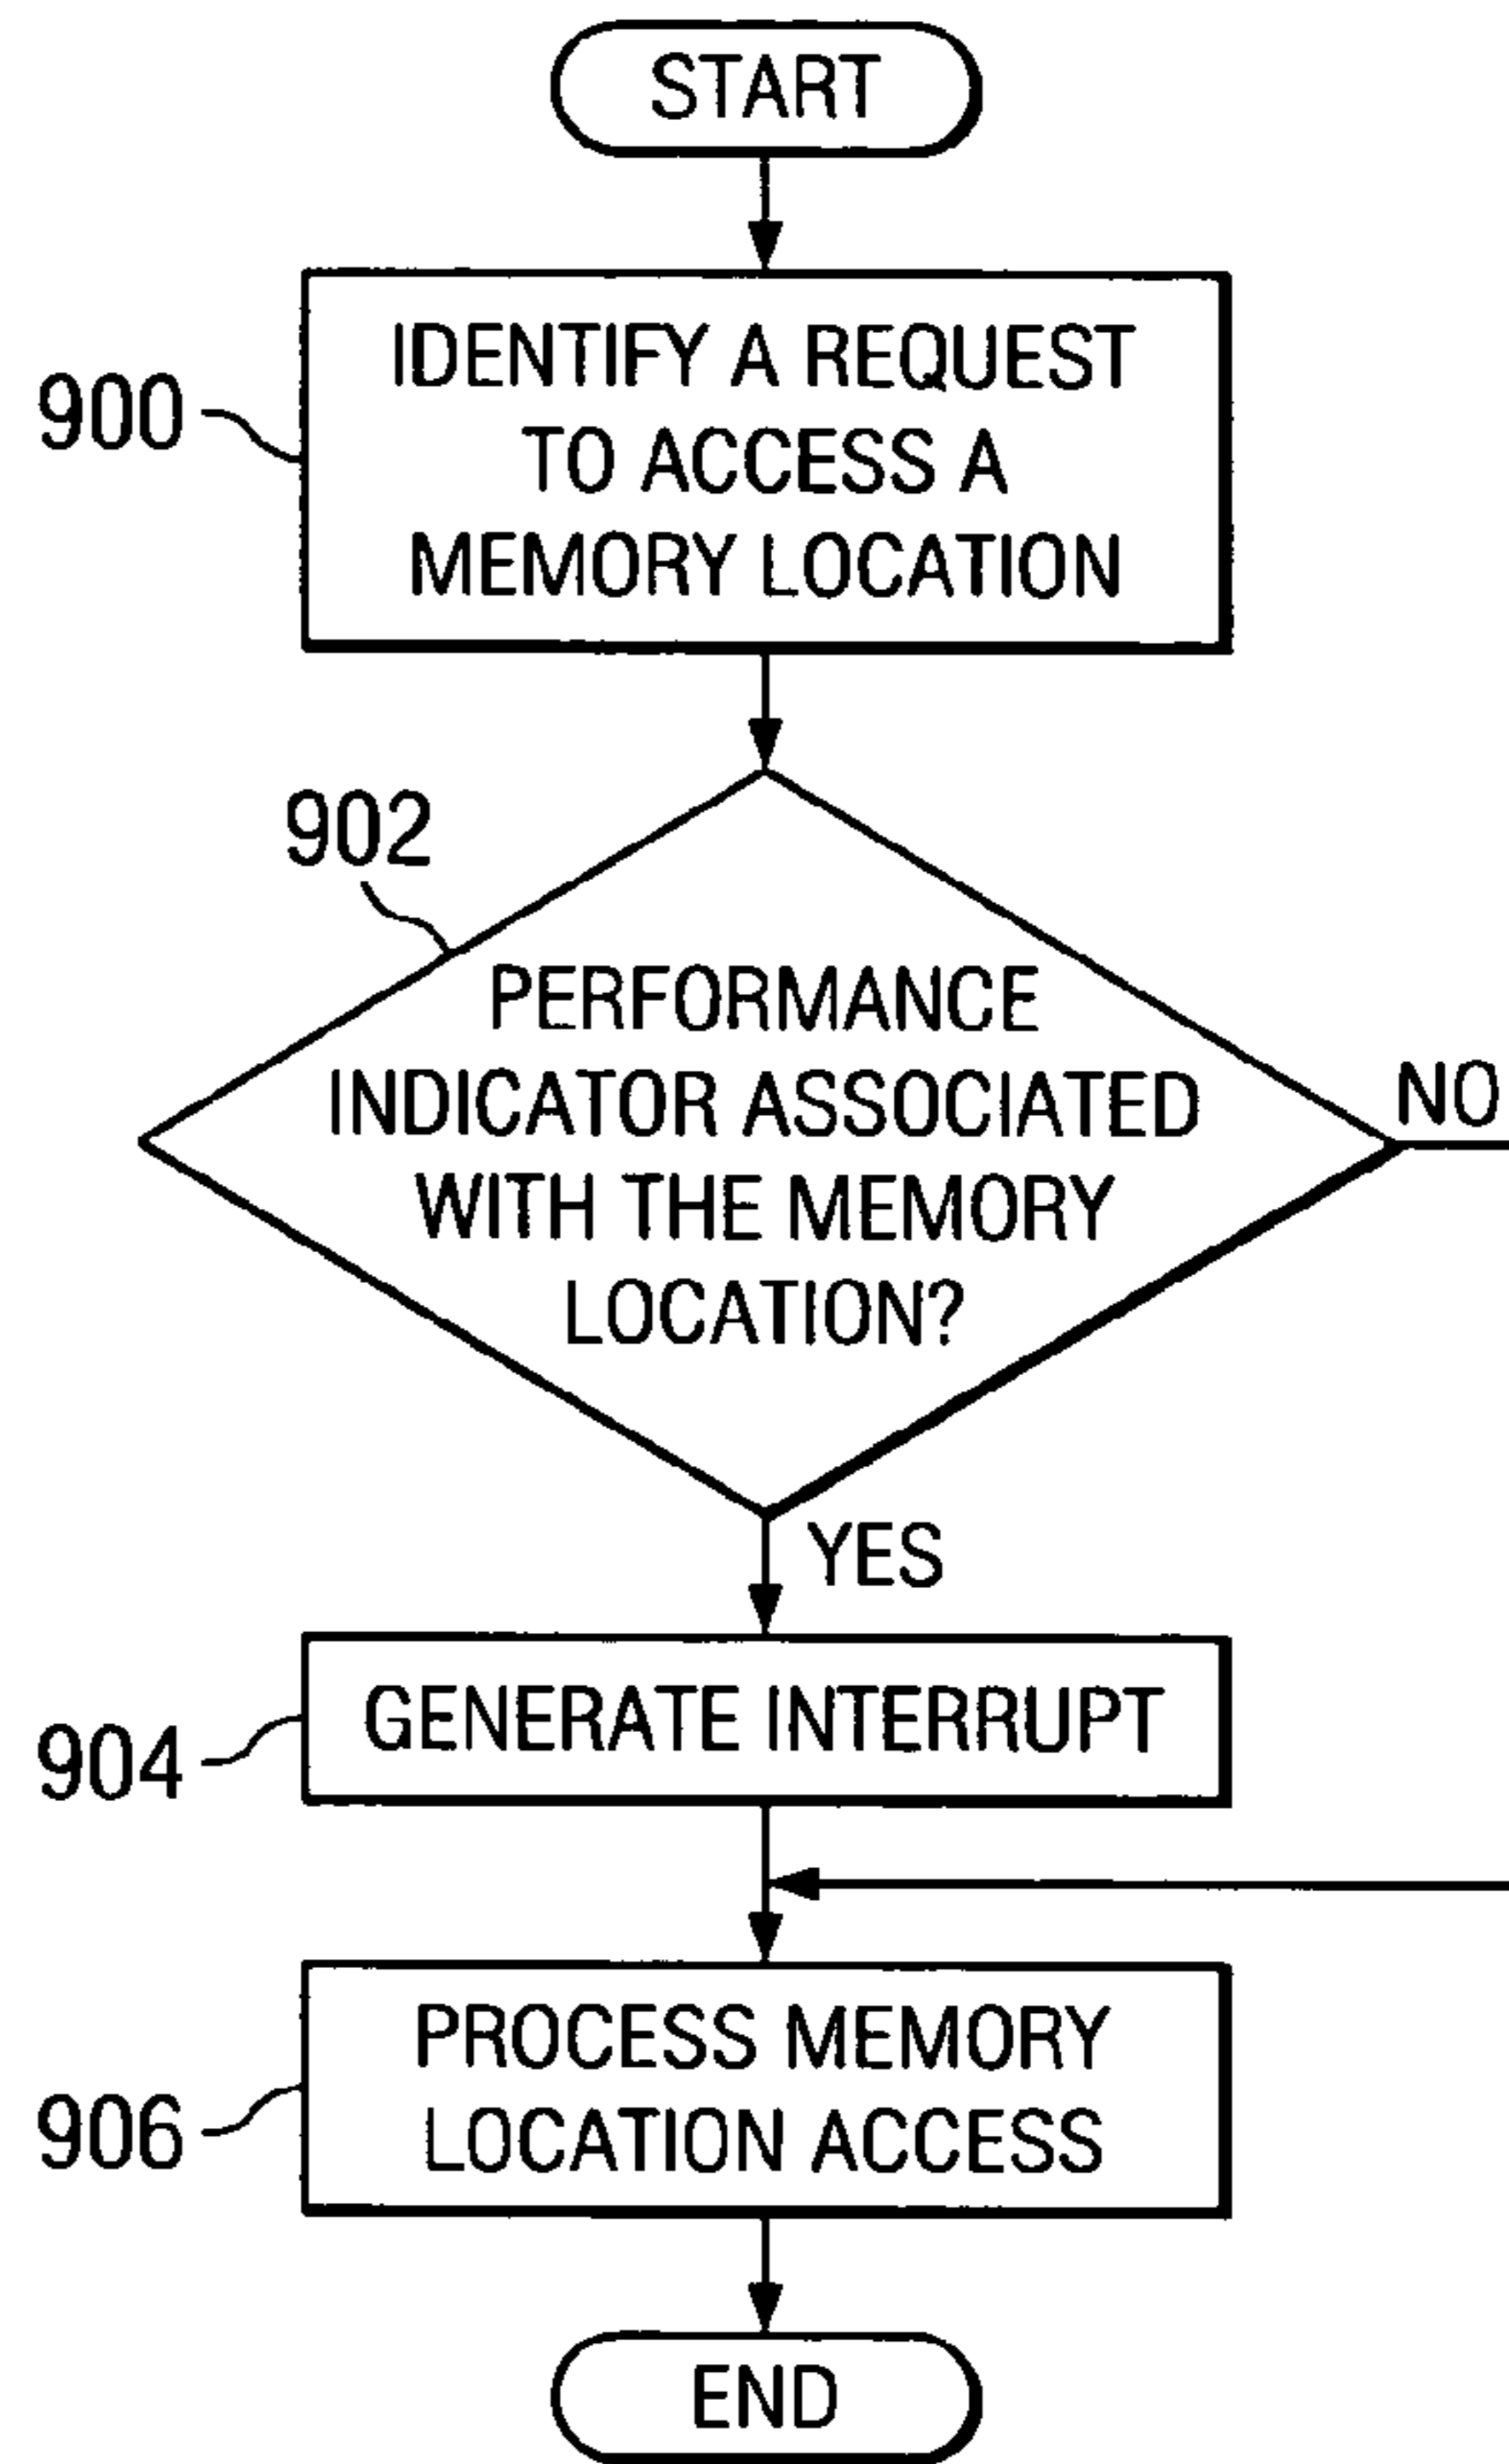 START
900
IDENTIFY A REQUEST
TO ACCESS A
MEMORY LOCATION
902
PERFORMANCE
INDICATOR ASSOCIATED
WITH THE MEMORY
LOCATION?
NO
YES
904
GENERATE INTERRUPT
906
PROCESS MEMORY
LOCATION ACCESS
END